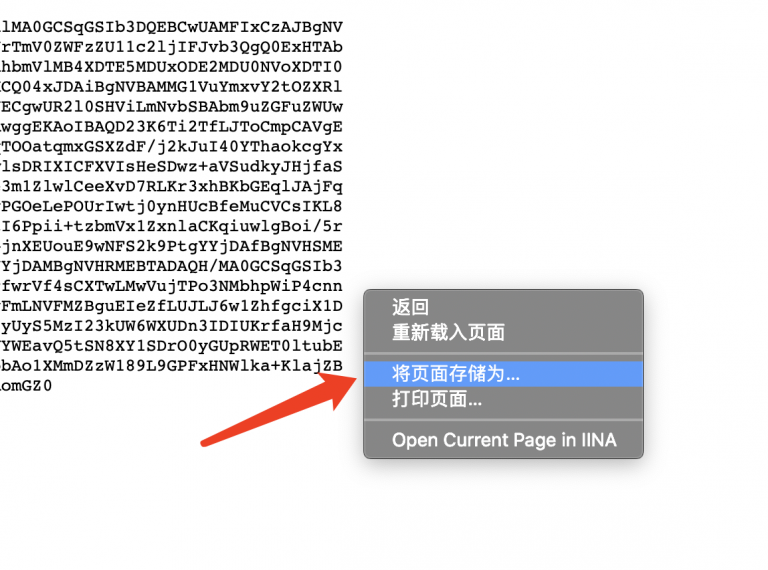 lMA0GCSqGSIb3DQEBCwUAMFIxCzAJBgNV
rTmV0ZWFzZU11c2ljIFJvb3QgQ0ExHTAb
hbmVlMB4XDTE5MDUxODE2MDU0NVoXDTI0
CQ04xJDAiBgNVBAMMG1VuYmxvY2tOZXRl
ECgwUR2l0SHViLmNvbSBAbm9uZGFuZWUw
wggEKAoIBAQD23K6Ti2TfLJToCmpCAVgE
TOOatqmxGSXZdF/j2kJuI40YThaokcgYx
lsDRIXICFXVIsHeSDwz+aVSudkyJHjfaS
3m1ZlwlCeeXvD7RLKr3xhBKbGEqlJAjFq
PGOeLePOUrIwtj0ynHUcBfeMuCVCsIKL8
I6Ppii+tzbmVx1ZxnlaCKqiuwlgBoi/5r
jnXEUouE9wNFS2k9PtgYYjDAfBgNVHSME
YjDAMBgNVHRMEBTADAQH/MA0GCSqGSIb3
fwrVf4sCXTwLMwVujTPo3NMbhpWiP4cnn
FmLNVFMZBguEIeZfLUJLJ6w1ZhfgciX1D
yUyS5MzI23kUW6WXUDn3IDIUKrfaH9Mjc
YWEavQ5tSN8XY1SDrO0yGUpRWET0ltubE
bAo1XMmDZzW189L9GPFxHNWlka+KlajZB
omGZ0
返回
重新载入页面
将页面存储为...
打印页面...
Open Current Page in IINA